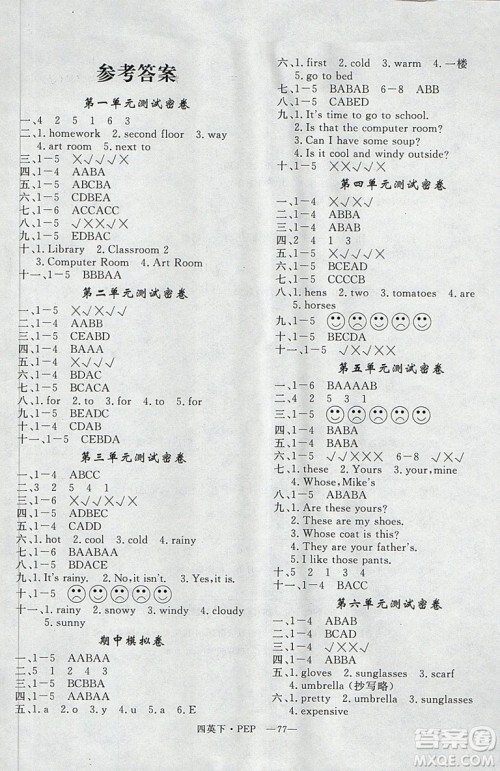 参考答案
第一单元测试密卷
一、4 2 5 1 6 3
二、1. homework 2. second floor 3. way
4. art room 5. next to
三、1—5 ×√√√×
四、1—4 AABA
五、1—5 ABCBA
六、1—5 CDBEA
七、1—6 ACCACC
八、1—5
九、1—5 EDBAC
十、1. Library 2. Classroom 2
3. Computer Room 4. Art Room
十一、1—5 BBBAA
第二单元测试密卷
一、1—5 ×√×√√
二、1—4 AABB
三、1—5 CEABD
四、1—4 BAAA
五、1—5
六、1—4 BDAC
七、1—5 BCACA
八、1. for 2. to 3. for 4. to 5. for
九、1—5 BEADC
十、1—4 CDAB
十一、1—5 CEBDA
第三单元测试密卷
一、1—4 ABCC
二、3 2 5 4 1
三、1—6
四、1—5 ADBEC
五、1—4 CADD
六、1. hot 2. cool 3. cold 4. rainy
七、1—6 BAABAA
八、1—5 BDACE
九、1. It's rainy. 2. No, it isn't. 3. rainy.
十、1—5
十一、1. rainy 2. snowy 3. windy 4. cloudy
5. sunny
期中模拟卷
一、1—5 AABAA
二、5 1 2 4 3
三、1—5 BCBBA
四、1—5 AABAA
五、1. o 2. u 3. o 4. a 5. a 6. E
六、1. first 2. cold 3. warm 4. 一楼
5. go to bed
七、1—5 BABAB 6—8 ABB
八、1—5 CABED
九、1. It's time to go to school.
2. Is that the computer room?
3. Can I have some soup?
4. Is it cool and windy outside?
十、1—5
第四单元测试密卷
一、1—4
二、1—4 ABBA
三、1—4 ABBA
四、2 4 1 3
五、1—5
六、1—5 BCEAD
七、1—5 CCCCB
八、1. hens 2. two 3. tomatoes 4. are
5. horses
九、1—5
十、1—5 BECDA
十一、1—5
第五单元测试密卷
一、1—6 BAAAAB
二、4 2 5 1 3
三、1—5
四、1—4 BABA
五、1—5 6—8
六、1—4 BABA
七、1. these 2. Yours 3. your, mine
4. Whose, Mike's
八、1—5 ABABA
九、1. Are these yours?
2. These are my shoes.
3. Whose coat is this?
4. They are your father's.
5. I like those pants.
十、5 2 1 3 4
十一、1—4 BACC
第六单元测试密卷
一、1—4 ABAB
二、1—4 BCAD
三、1—4
四、1—4 ABAB
五、1. gloves 2. sunglasses 3. scarf
4. umbrella (抄写略)
六、1. pretty 2. umbrella 3. sunglasses
4. expensive
四英下·PEP —77—